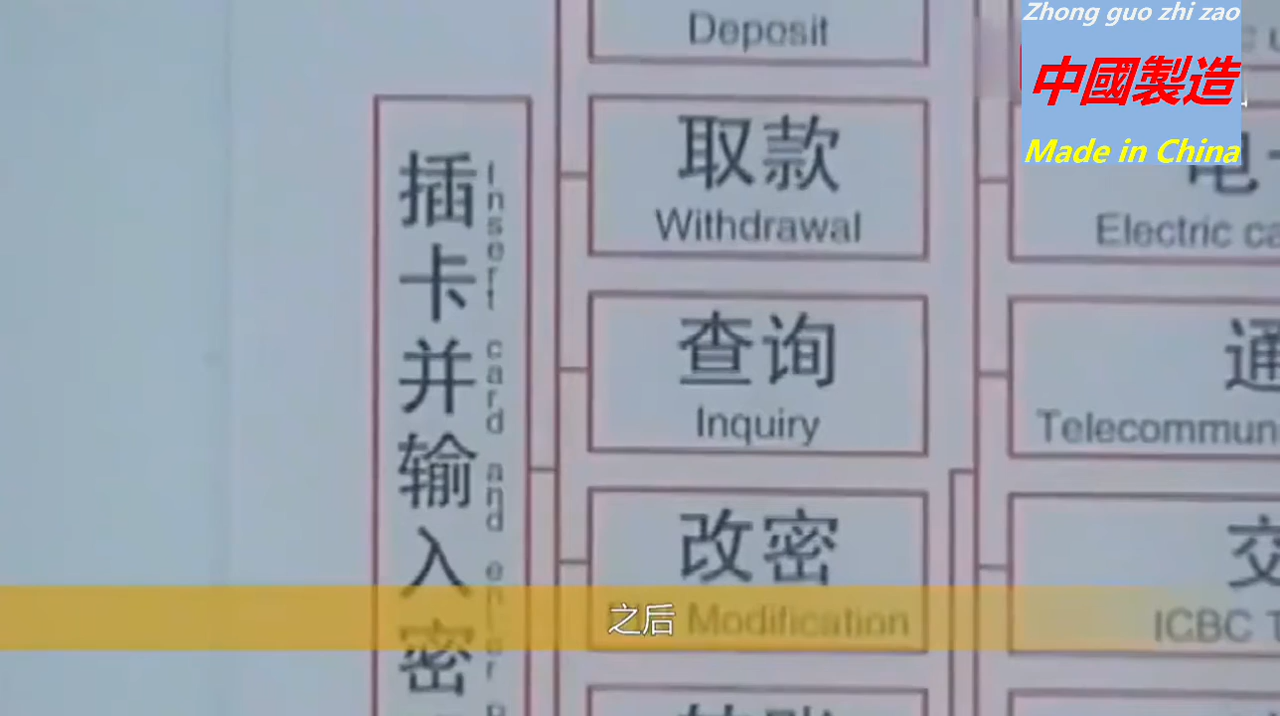 Zhong guo zhi zao
中國製造
Made in China
Deposit
取款
Withdrawal
查询
Inquiry
改密
Modification
插卡并输入密
Insert card and enter
Electric
Telecommun
交
ICBC
通
电
之后